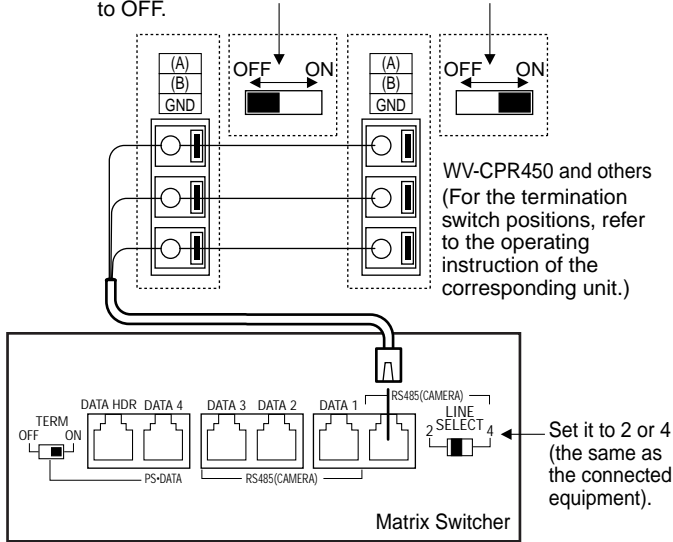 to OFF.
(A)
(B)
GND
OFF ON
(A)
(B)
GND
OFF ON
WV-CPR450 and others
(For the termination
switch positions, refer
to the operating
instruction of the
corresponding unit.)
RS485(CAMERA)
DATA HDR DATA 4 DATA 3 DATA 2 DATA 1
LINE
SELECT
2 4
TERM
OFF ON
PS•DATA
RS485(CAMERA)
Set it to 2 or 4
(the same as
the connected
equipment).
Matrix Switcher